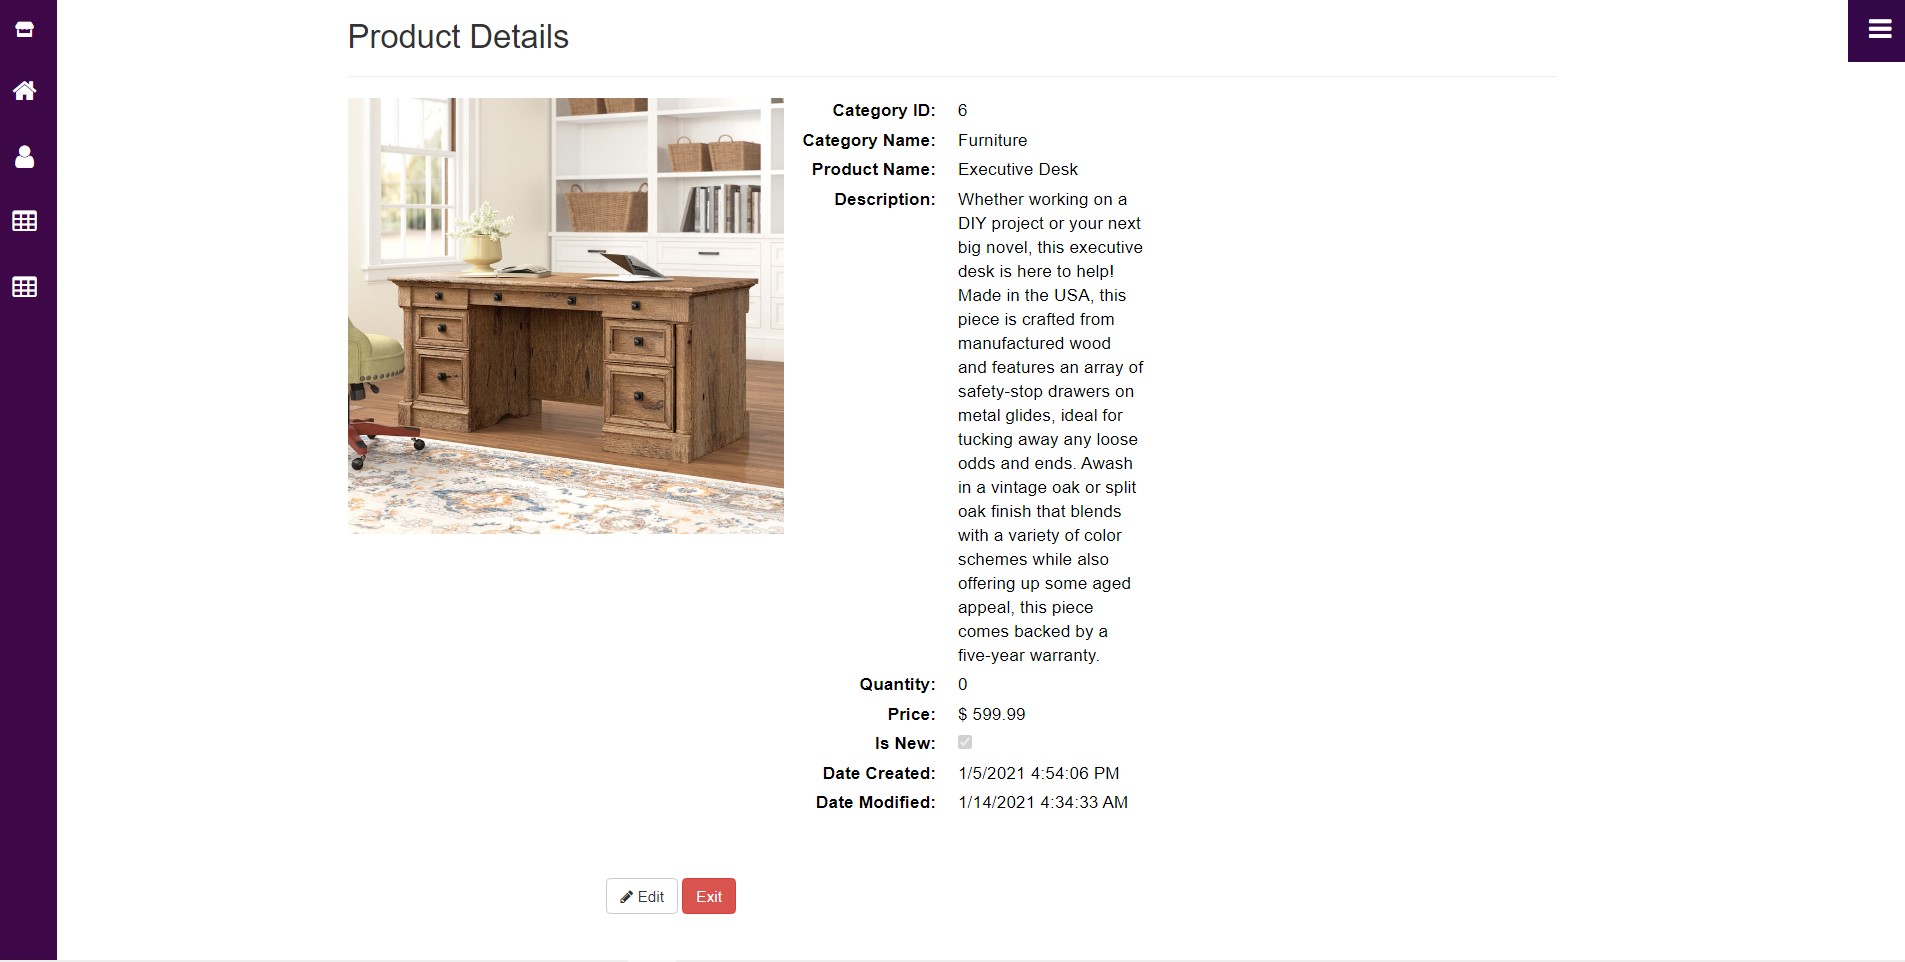 Product Details
Category ID: 6
Category Name: Furniture
Product Name: Executive Desk
Description: Whether working on a
DIY project or your next
big novel, this executive
desk is here to help!
Made in the USA, this
piece is crafted from
manufactured wood
and features an array of
safety-stop drawers on
metal glides, ideal for
tucking away any loose
odds and ends. Awash
in a vintage oak or split
oak finish that blends
with a variety of color
schemes while also
offering up some aged
appeal, this piece
comes backed by a
five-year warranty.
Quantity: 0
Price: $ 599.99
Is New:
Date Created: 1/5/2021 4:54:06 PM
Date Modified: 1/14/2021 4:34:33 AM
Edit Exit